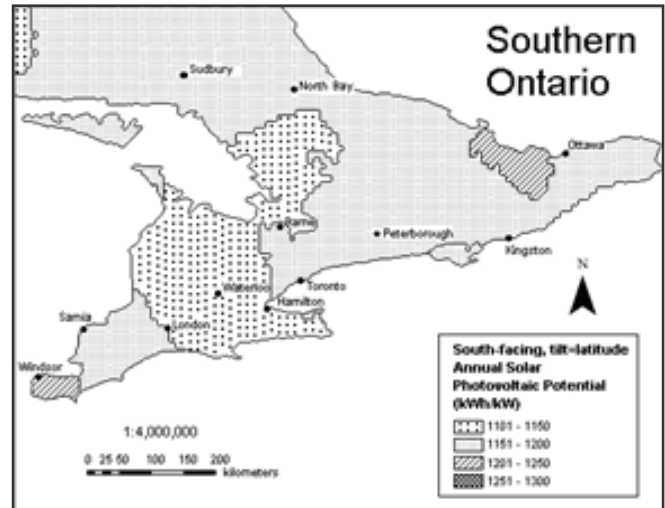 Southern
Ontario
Sudbury
North Bay
Ottawa
Barrie
Peterborough
Kingston
N
Toronto
Waterloo
Hamilton
Sarnia
London
Windsor
South-facing, tilt=latitude
Annual Solar
Photovoltaic Potential
(kWh/kW)
1101 - 1150
1151 - 1200
1201 - 1250
1251 - 1300
1:4,000,000
0 25 50 100 150 200
kilometers